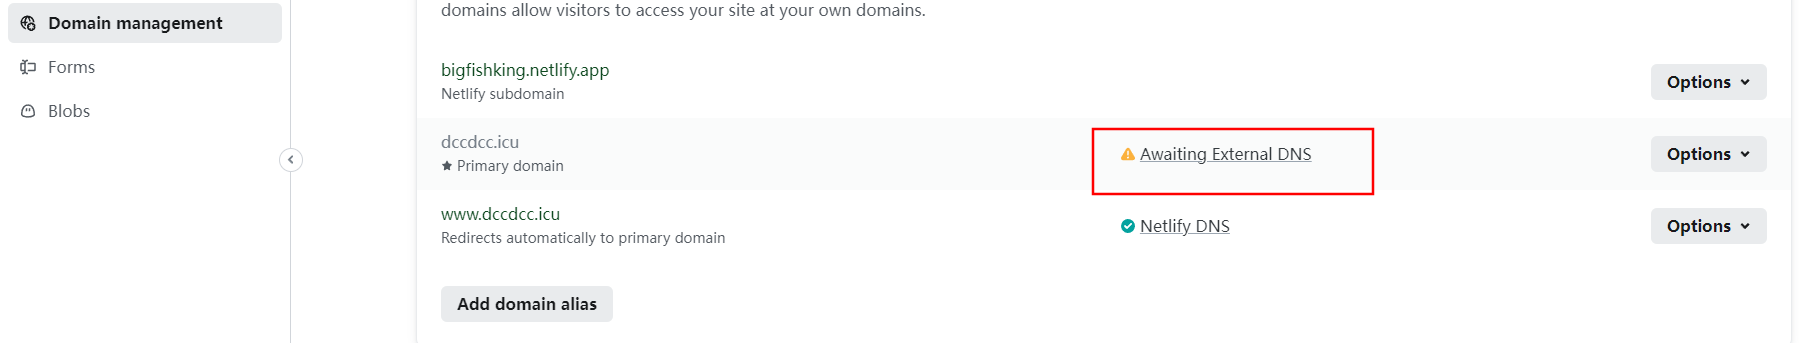 domains allow visitors to access your site at your own domains.
Domain management
Forms
Blobs
bigfishking.netlify.app
Netlify subdomain
Options
dccdcc.icu
Primary domain
Awaiting External DNS
Options
www.dccdcc.icu
Redirects automatically to primary domain
Netlify DNS
Options
Add domain alias